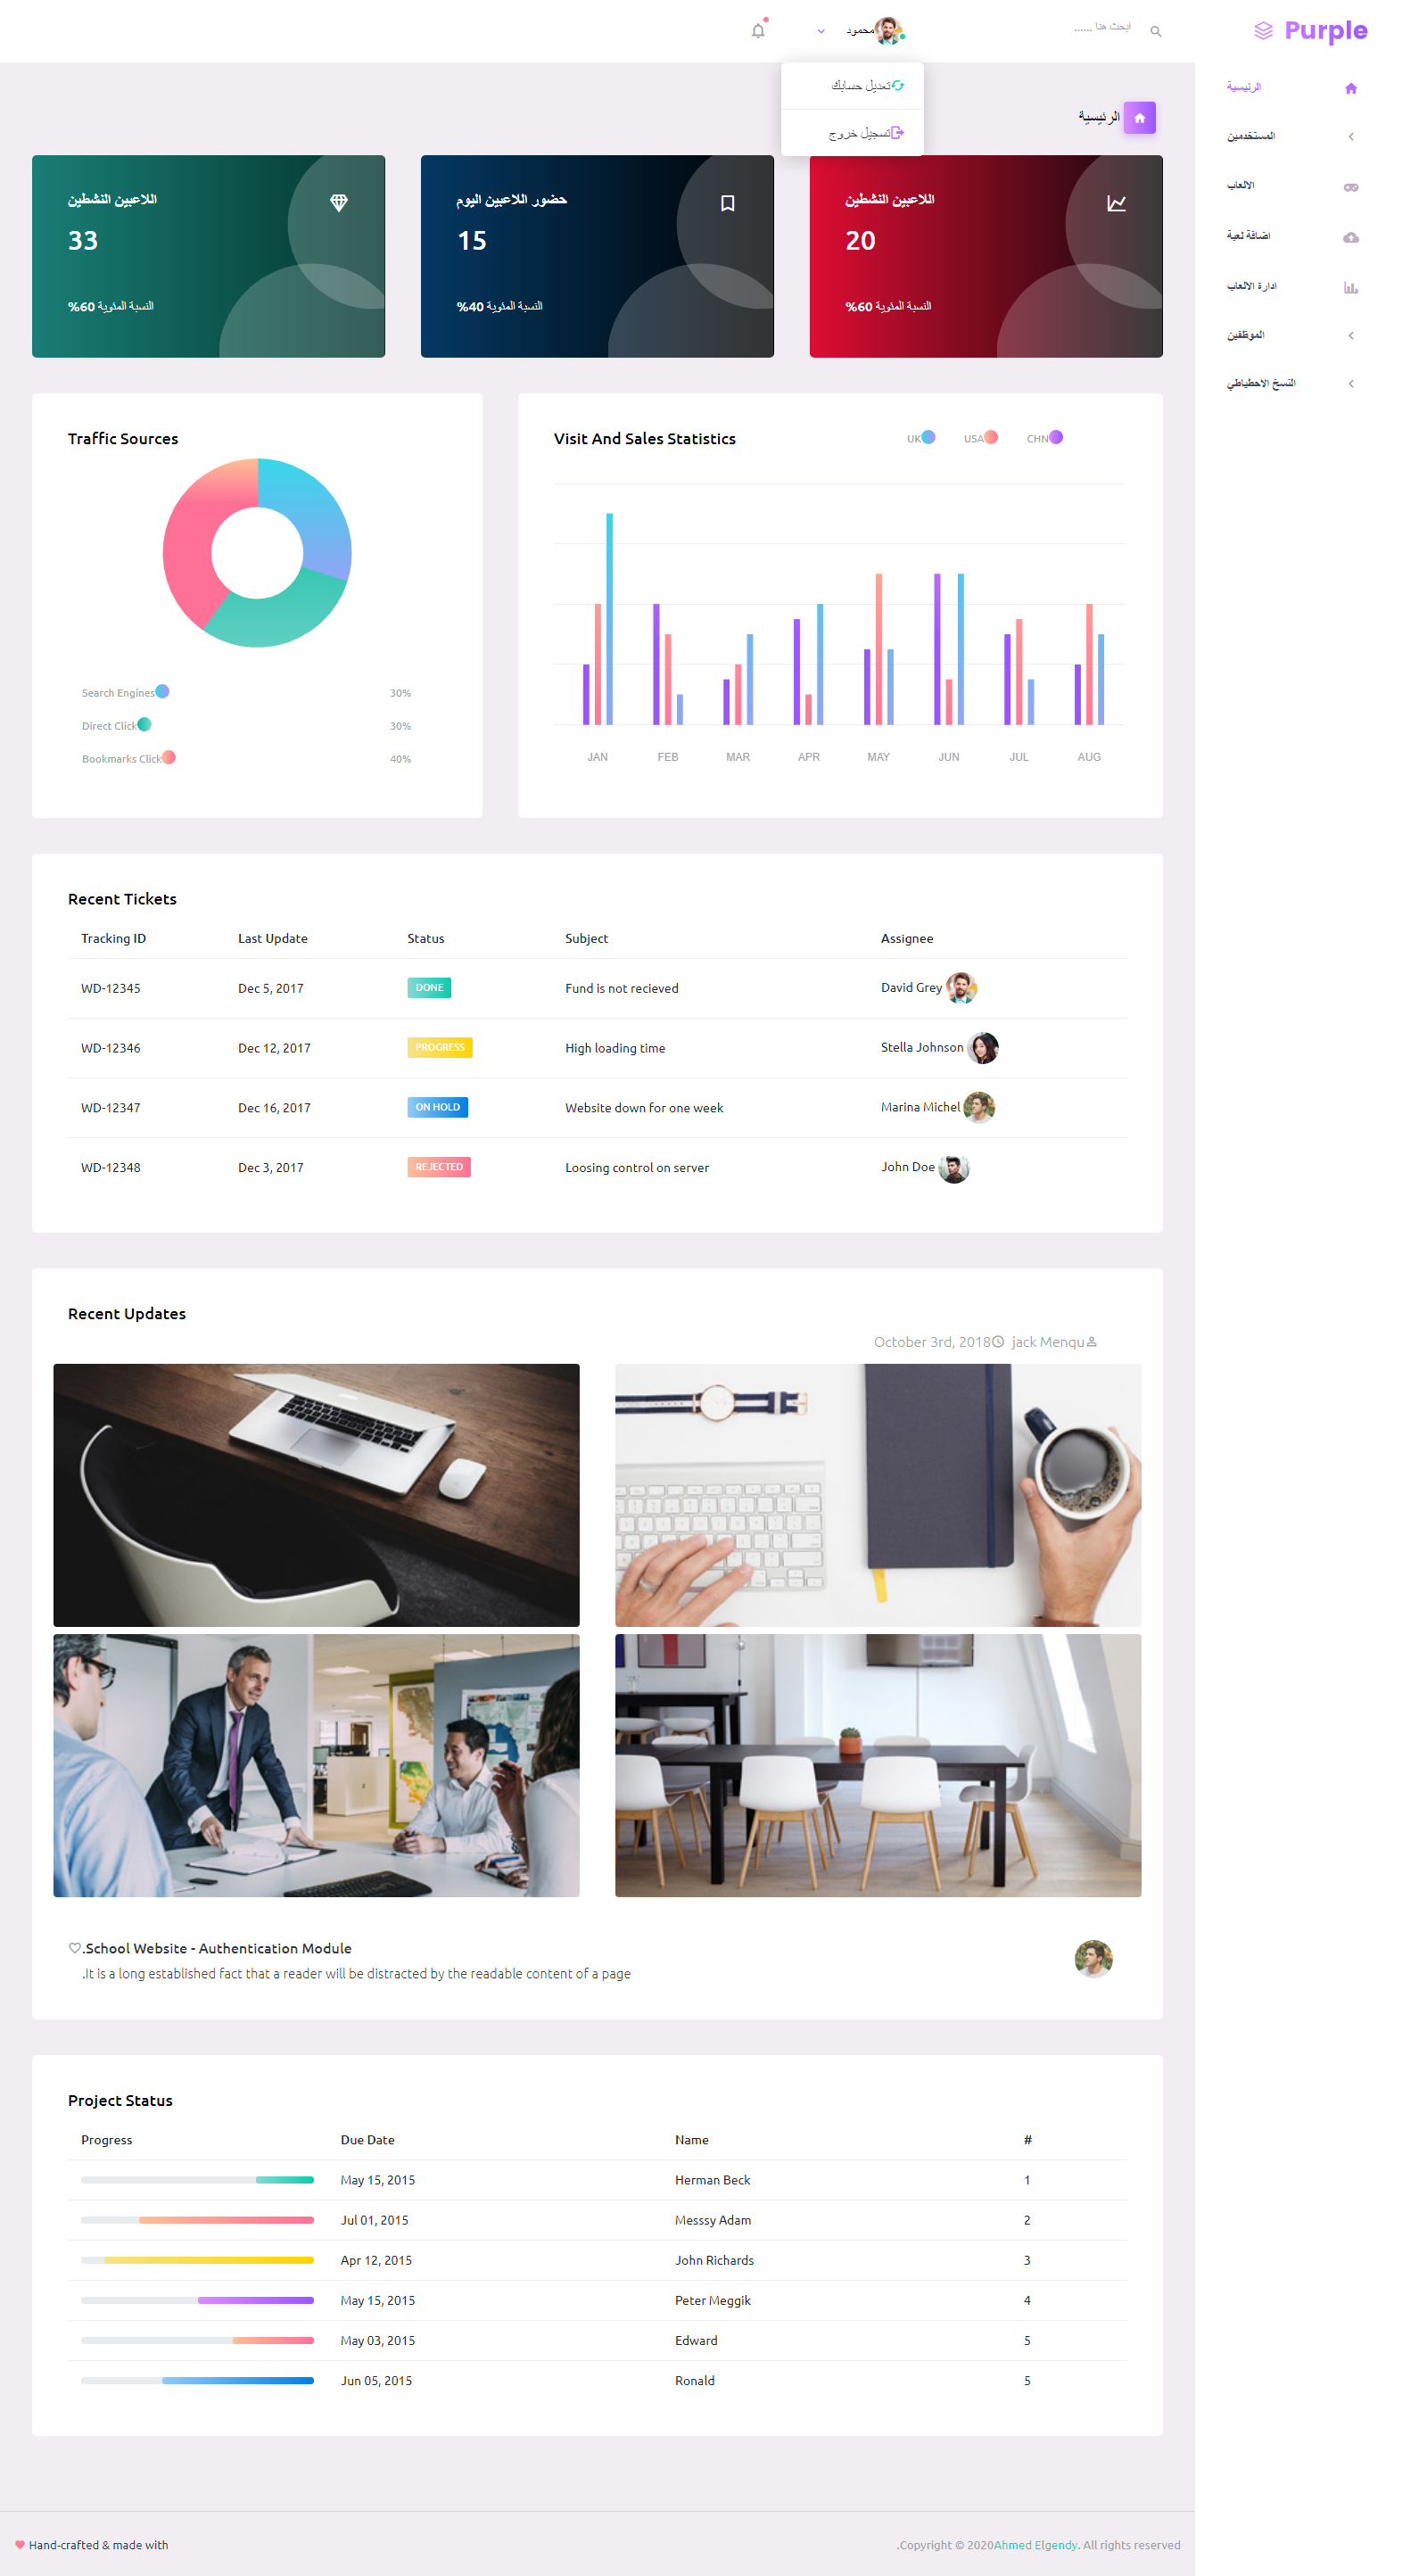 Purple
ابحث هنا ......
محمود
تعديل حسابك
تسجيل خروج
الرئيسية
المستخدمين
الالعاب
اضافة لعبة
ادارة الالعاب
الموظفين
النسخ الاحطياطي
الرئيسية
اللاعبين النشطين
20
النسبة المئوية 60%
حضور اللاعبين اليوم
15
النسبة المئوية 40%
اللاعبين النشطين
33
النسبة المئوية 60%
Visit And Sales Statistics
UK USA CHN
JAN FEB MAR APR MAY JUN JUL AUG
Traffic Sources
Search Engines 30%
Direct Click 30%
Bookmarks Click 40%
Recent Tickets
Tracking ID Last Update Status Subject Assignee
WD-12345 Dec 5, 2017 DONE Fund is not recieved David Grey
WD-12346 Dec 12, 2017 PROGRESS High loading time Stella Johnson
WD-12347 Dec 16, 2017 ON HOLD Website down for one week Marina Michel
WD-12348 Dec 3, 2017 REJECTED Loosing control on server John Doe
Recent Updates
October 3rd, 2018 jack Menqu
.School Website - Authentication Module
.It is a long established fact that a reader will be distracted by the readable content of a page
Project Status
Progress Due Date Name #
May 15, 2015 Herman Beck 1
Jul 01, 2015 Messsy Adam 2
Apr 12, 2015 John Richards 3
May 15, 2015 Peter Meggik 4
May 03, 2015 Edward 5
Jun 05, 2015 Ronald 5
Hand-crafted & made with
.Copyright © 2020Ahmed Elgendy. All rights reserved